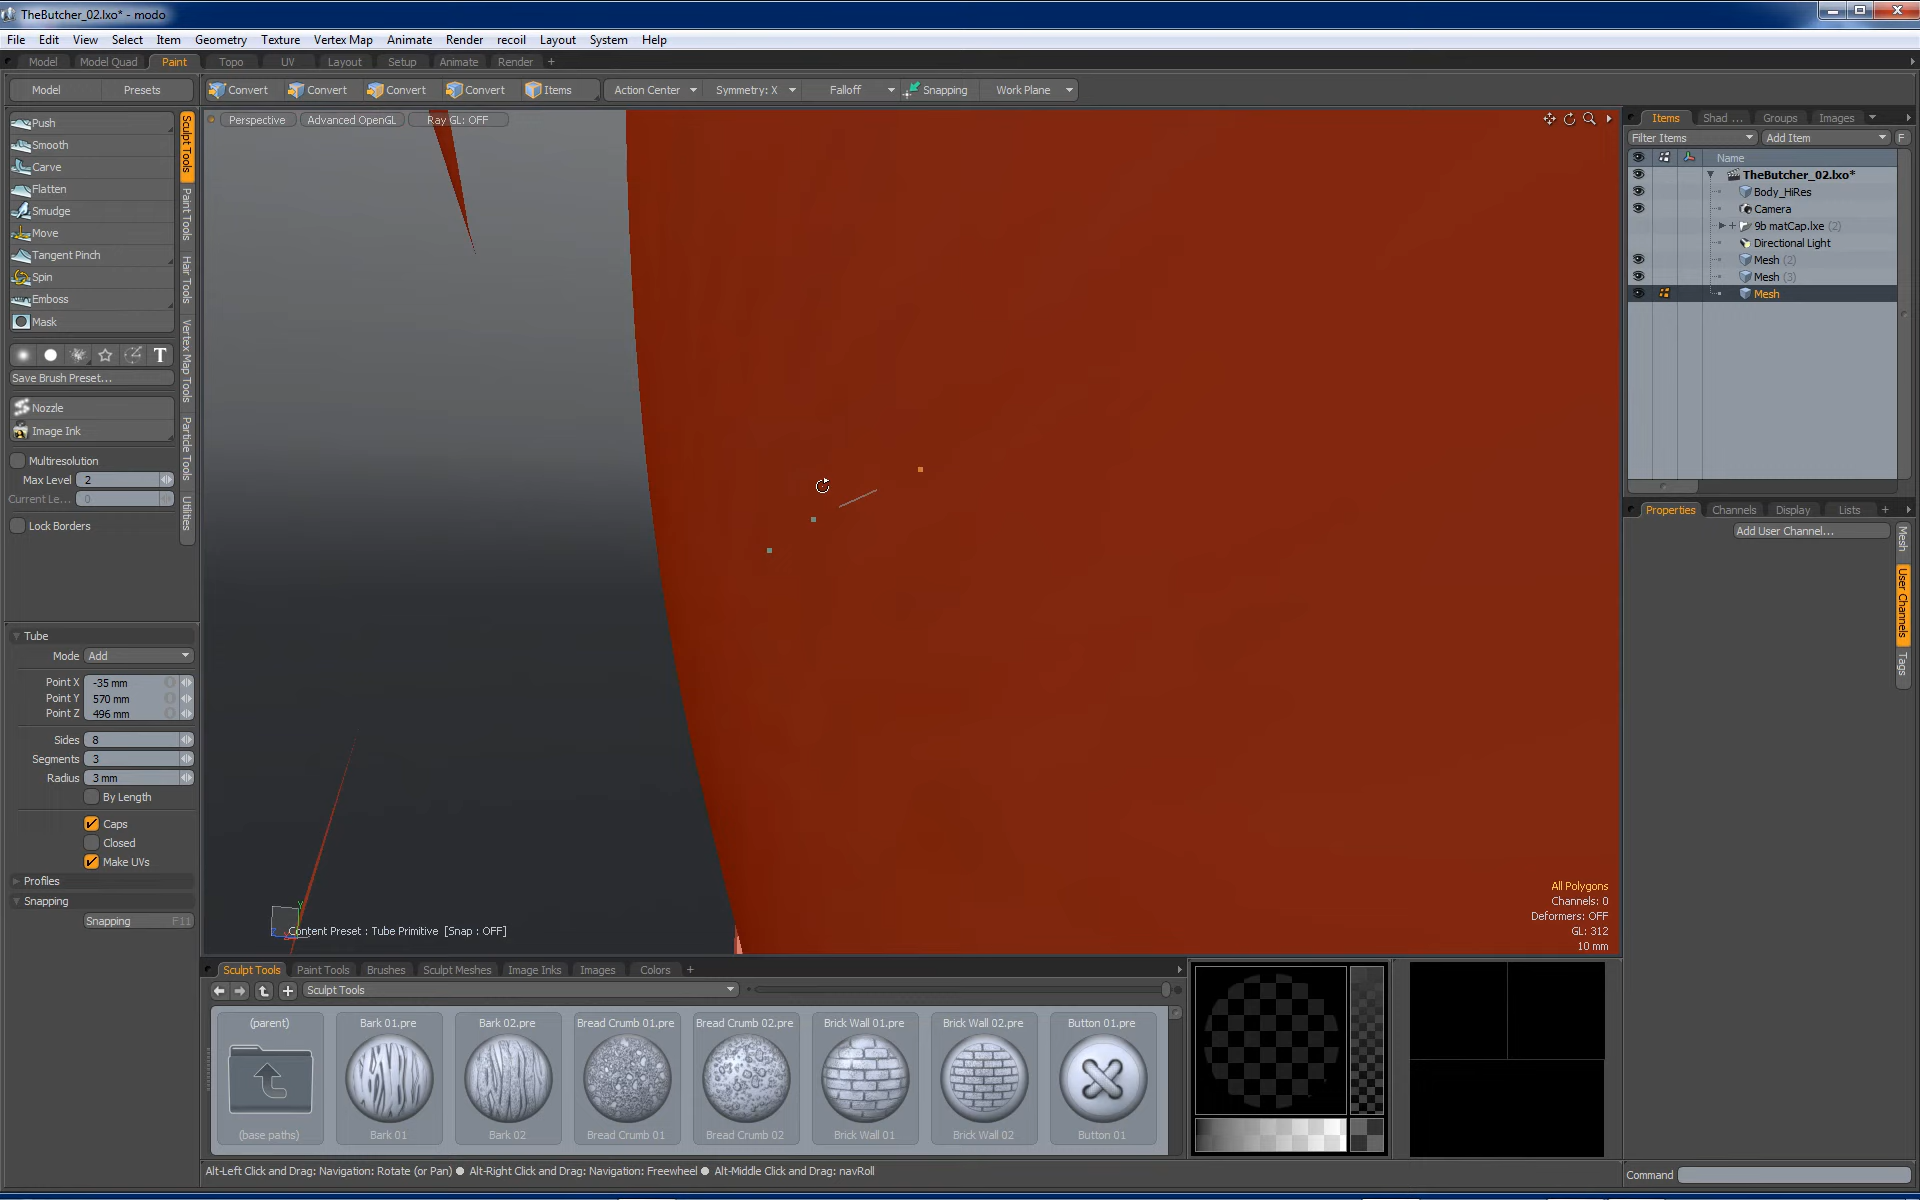 TheButcher_02.lxo* - modo
File Edit View Select Item Geometry Texture Vertex Map Animate Render recoil Layout System Help
Model Model Quad Paint Topo UV Layout Setup Animate Render +
Model Presets Convert Convert Convert Convert Items Action Center Symmetry: X Falloff Snapping Work Plane
Perspective Advanced OpenGL Ray GL: OFF
Push
Smooth
Carve
Flatten
Smudge
Move
Tangent Pinch
Spin
Emboss
Mask
T
Save Brush Preset...
Nozzle
Image Ink
Multiresolution
Max Level 2
Current Le... 0
Lock Borders
Sculpt Tools
Paint Tools
Hair Tools
Vertex Map Tools
Particle Tools
Utilities
Tube
Mode Add
Point X -35 mm
Point Y 570 mm
Point Z 496 mm
Sides 8
Segments 3
Radius 3 mm
By Length
Caps
Closed
Make UVs
Profiles
Snapping
Snapping F11
Y
Content Preset : Tube Primitive [Snap : OFF]
All Polygons
Channels: 0
Deformers: OFF
GL: 312
10 mm
Items Shad ... Groups Images
Filter Items Add Item F
Name
TheButcher_02.lxo*
Body_HiRes
Camera
9b matCap.lxe (2)
Directional Light
Mesh (2)
Mesh (3)
Mesh
Properties Channels Display Lists +
Add User Channel...
Mesh
User Channels
Tags
Sculpt Tools Paint Tools Brushes Sculpt Meshes Image Inks Images Colors +
Sculpt Tools
(parent) Bark 01.pre Bark 02.pre Bread Crumb 01.pre Bread Crumb 02.pre Brick Wall 01.pre Brick Wall 02.pre Button 01.pre
(base paths) Bark 01 Bark 02 Bread Crumb 01 Bread Crumb 02 Brick Wall 01 Brick Wall 02 Button 01
Alt-Left Click and Drag: Navigation: Rotate (or Pan) ● Alt-Right Click and Drag: Navigation: Freewheel ● Alt-Middle Click and Drag: navRoll
Command